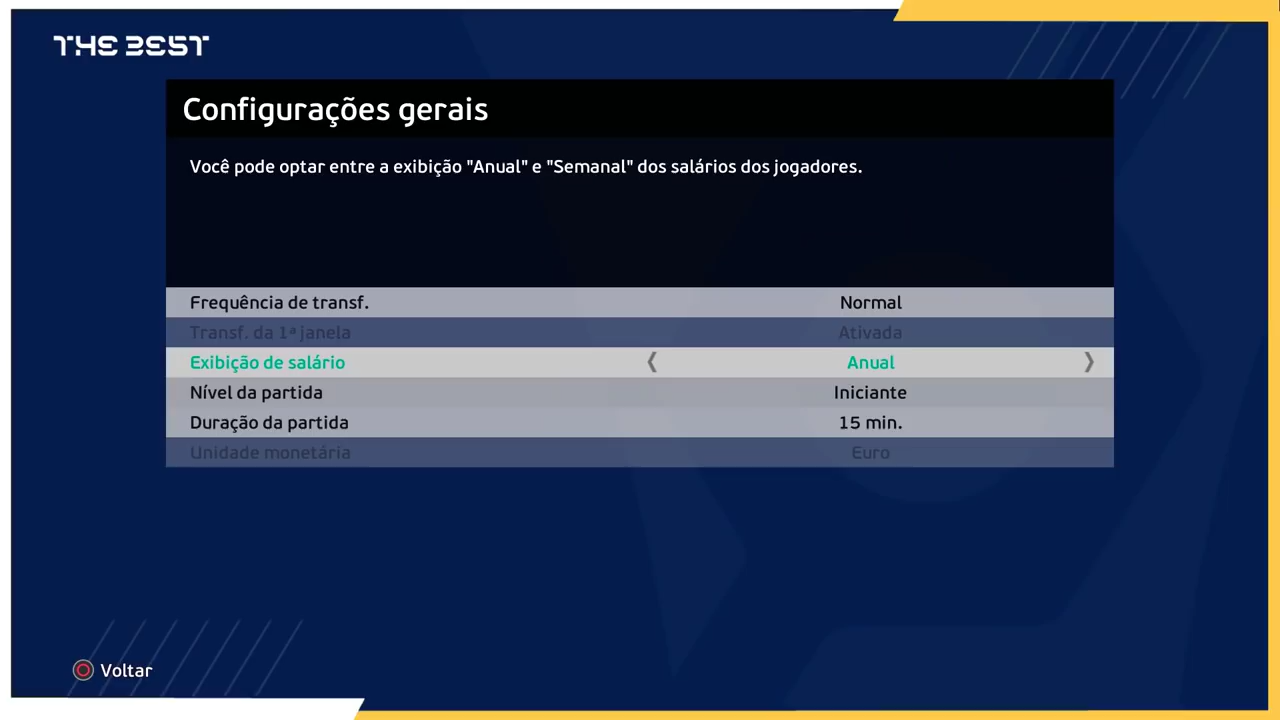 THE BEST
Configurações gerais
Você pode optar entre a exibição "Anual" e "Semanal" dos salários dos jogadores.
Frequência de transf. Normal
Transf. da 1ª janela Ativada
Exibição de salário Anual
Nível da partida Iniciante
Duração da partida 15 min.
Unidade monetária Euro
Voltar